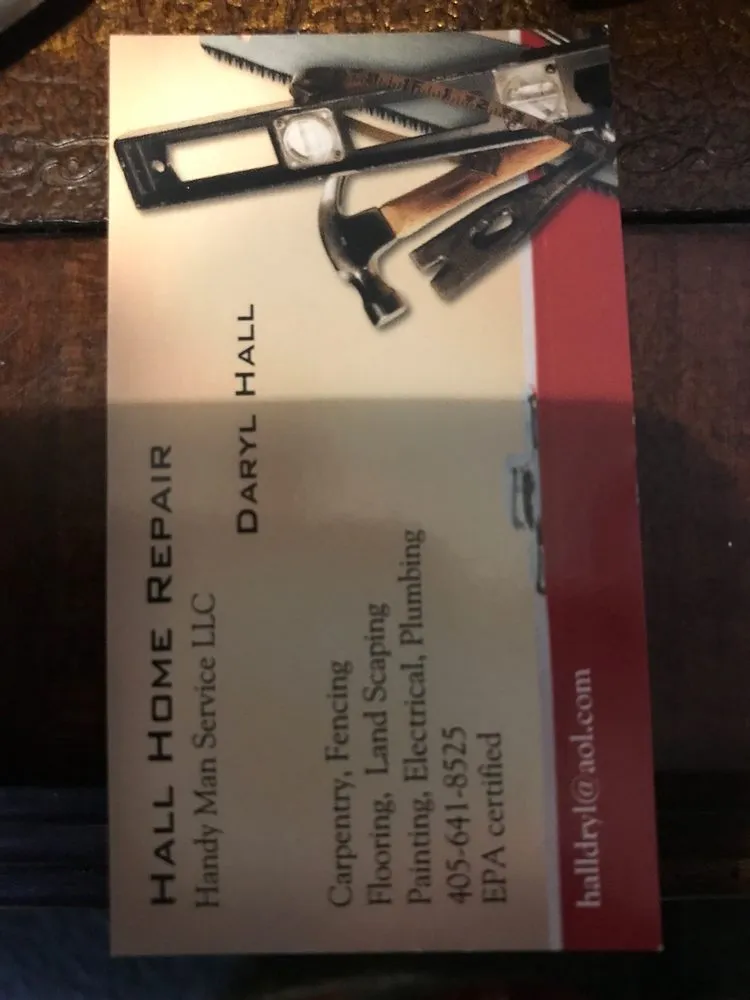 HALL HOME REPAIR
Handy Man Service LLC
DARYL HALL
Carpentry, Fencing
Flooring, Land Scaping
Painting, Electrical, Plumbing
405-641-8525
EPA certified
halldryl@aol.com